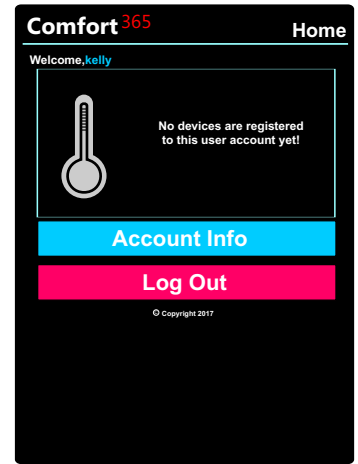 Comfort 365
Home
Welcome,kelly
No devices are registered
to this user account yet!
Account Info
Log Out
© Copyright 2017